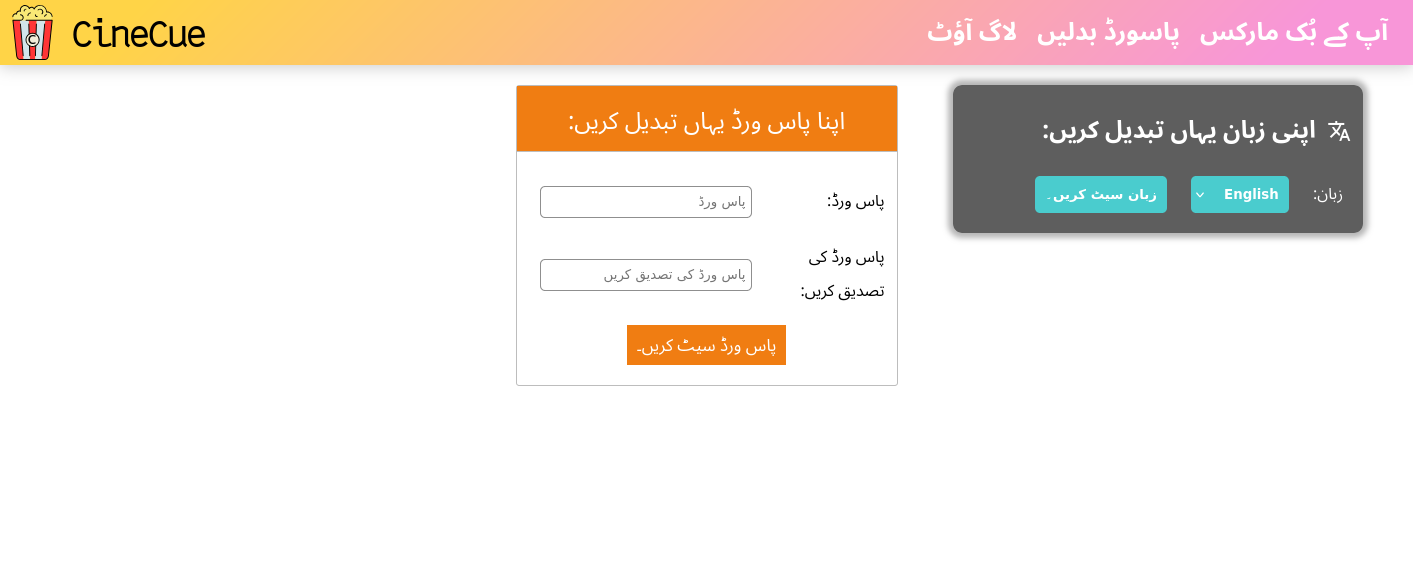 CineCue
آپ کے بُک مارکس
پاسورڈ بدلیں
لاگ آؤٹ
اپنی زبان یہاں تبدیل کریں:
زبان:
English
زبان سیٹ کریں۔
اپنا پاس ورڈ یہاں تبدیل کریں:
پاس ورڈ:
پاس ورڈ
پاس ورڈ کی
تصدیق کریں:
پاس ورڈ کی تصدیق کریں
پاس ورڈ سیٹ کریں۔